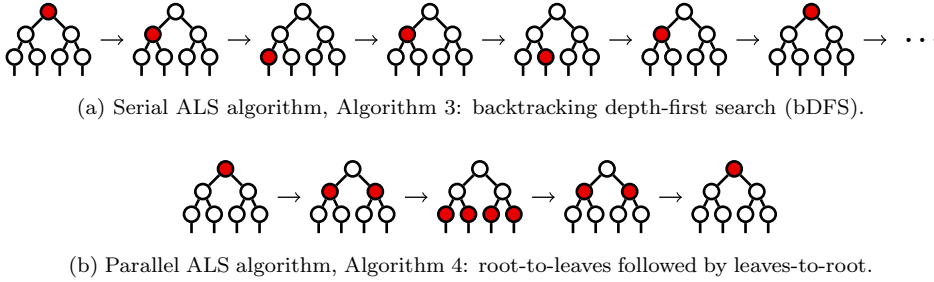 (a) Serial ALS algorithm, Algorithm 3: backtracking depth-first search (bDFS).
(b) Parallel ALS algorithm, Algorithm 4: root-to-leaves followed by leaves-to-root.